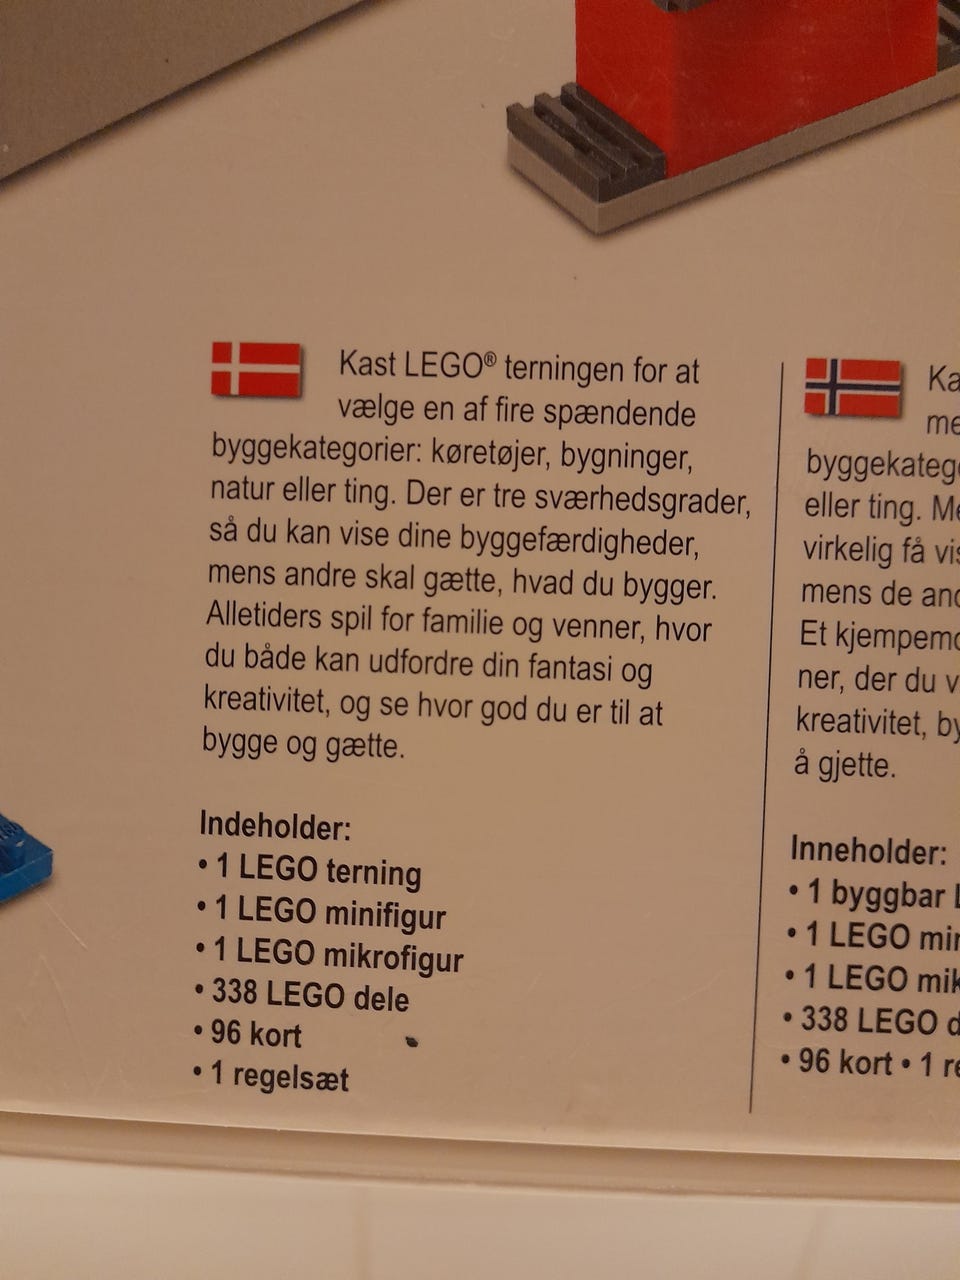 Kast LEGO® terningen for at
vælge en af fire spændende
byggekategorier: køretøjer, bygninger,
natur eller ting. Der er tre sværhedsgrader,
så du kan vise dine byggefærdigheder,
mens andre skal gætte, hvad du bygger.
Alletiders spil for familie og venner, hvor
du både kan udfordre din fantasi og
kreativitet, og se hvor god du er til at
bygge og gætte.
Indeholder:
• 1 LEGO terning
• 1 LEGO minifigur
• 1 LEGO mikrofigur
• 338 LEGO dele
• 96 kort
• 1 regelsæt
eller ting.
virkelig få
mens de
Et
ner, der du
kreativitet,
å gjette.
Inneholder:
• 1 byggbar
• 1 LEGO
• 1 LEGO
• 338 LEGO
• 96 kort • 1